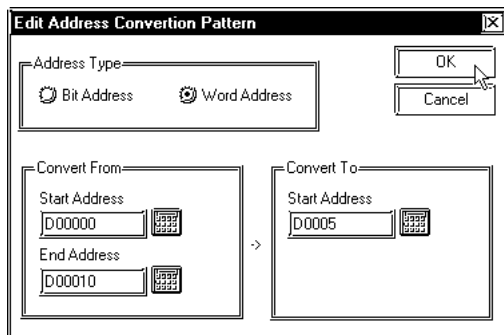 Edit Address Convertion Pattern
Address Type
Bit Address
Word Address
OK
Cancel
Convert From
Start Address
D00000
End Address
D00010
->
Convert To
Start Address
D0005